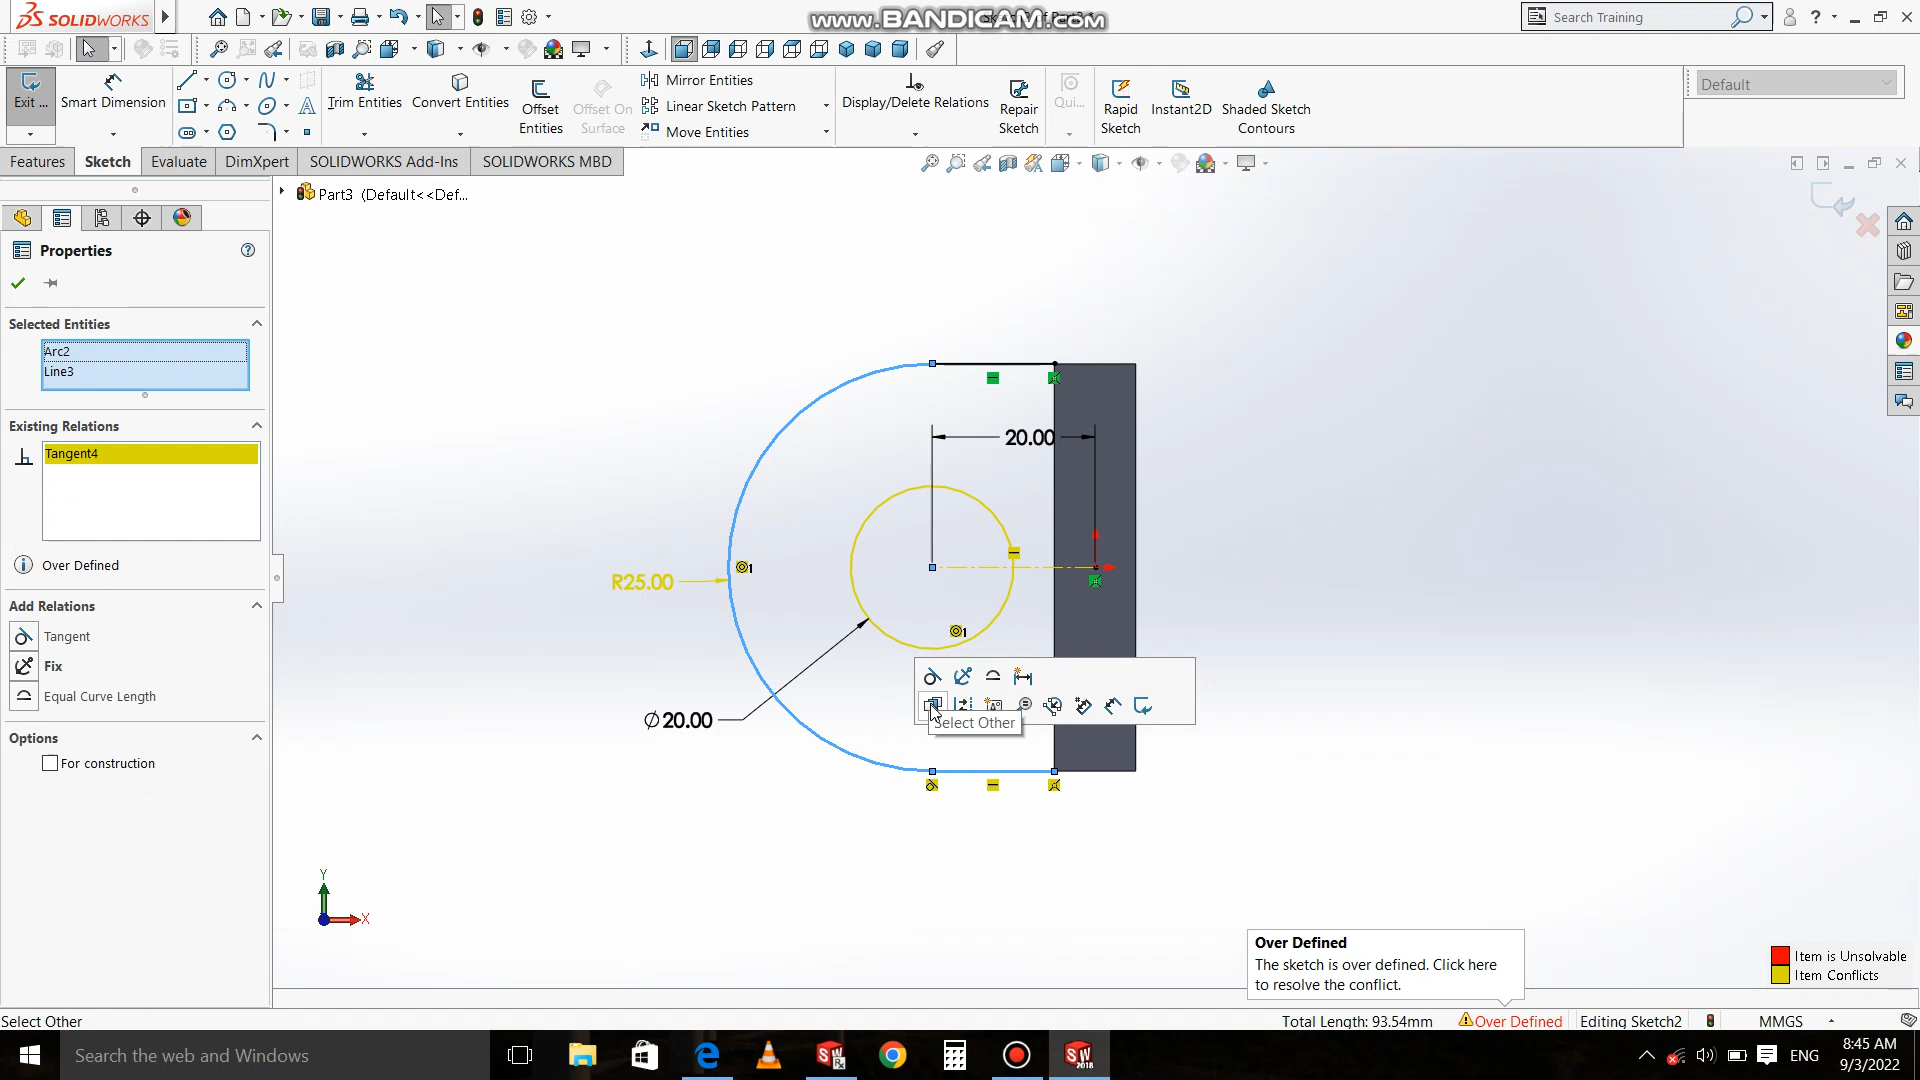 SOLIDWORKS
www.BANDICAM.com
Search Training
Exit ...
Smart Dimension
Trim Entities
Convert Entities
Offset Entities
Offset On Surface
Mirror Entities
Linear Sketch Pattern
Move Entities
Display/Delete Relations
Repair Sketch
Qui...
Rapid Sketch
Instant2D
Shaded Sketch Contours
Default
Features
Sketch
Evaluate
DimXpert
SOLIDWORKS Add-Ins
SOLIDWORKS MBD
Part3 (Default<<Def...
Properties
Selected Entities
Arc2
Line3
Existing Relations
Tangent4
Over Defined
Add Relations
Tangent
Fix
Equal Curve Length
Options
For construction
20.00
R25.00
1
1
Ø20.00
Select Other
Y
X
Over Defined
The sketch is over defined. Click here
to resolve the conflict.
Item is Unsolvable
Item Conflicts
Select Other
Total Length: 93.54mm
Over Defined
Editing Sketch2
MMGS
Search the web and Windows
SW
SW
2018
ENG
8:45 AM
9/3/2022